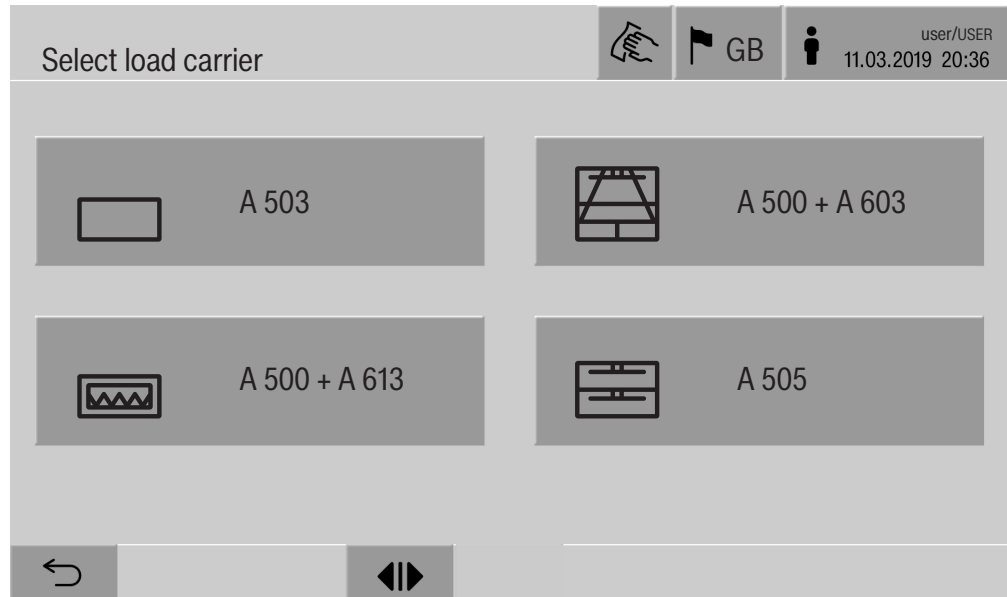 Select load carrier
GB
user/USER
11.03.2019 20:36
A 503
A 500 + A 603
A 500 + A 613
A 505